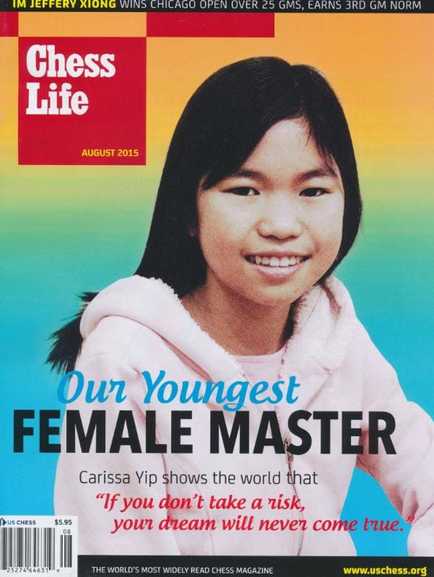 IM JEFFERY XIONG WINS CHICAGO OPEN OVER 25 GMS, EARNS 3RD GM NORM
Chess
Life
AUGUST 2015
Our Youngest
FEMALE MASTER
Carissa Yip shows the world that
“If you don’t take a risk,
your dream will never come true.”
US CHESS
$5.95
08
THE WORLD’S MOST WIDELY READ CHESS MAGAZINE
www.uschess.org